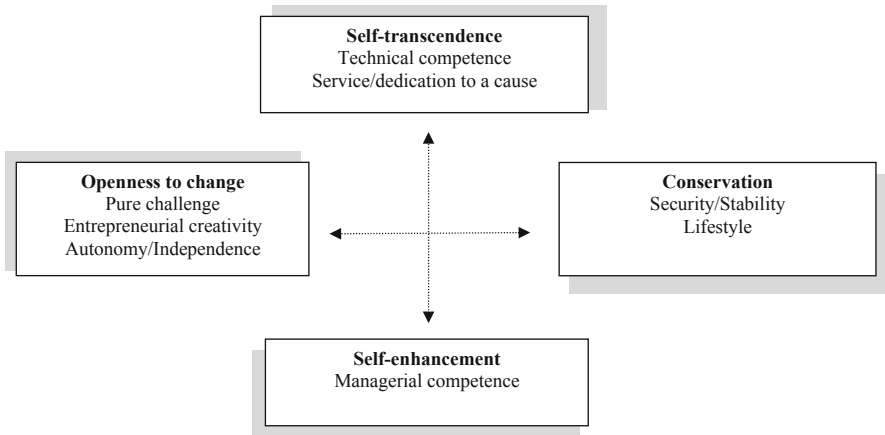 Self-transcendence
Technical competence
Service/dedication to a cause
Openness to change
Pure challenge
Entrepreneurial creativity
Autonomy/Independence
Conservation
Security/Stability
Lifestyle
Self-enhancement
Managerial competence